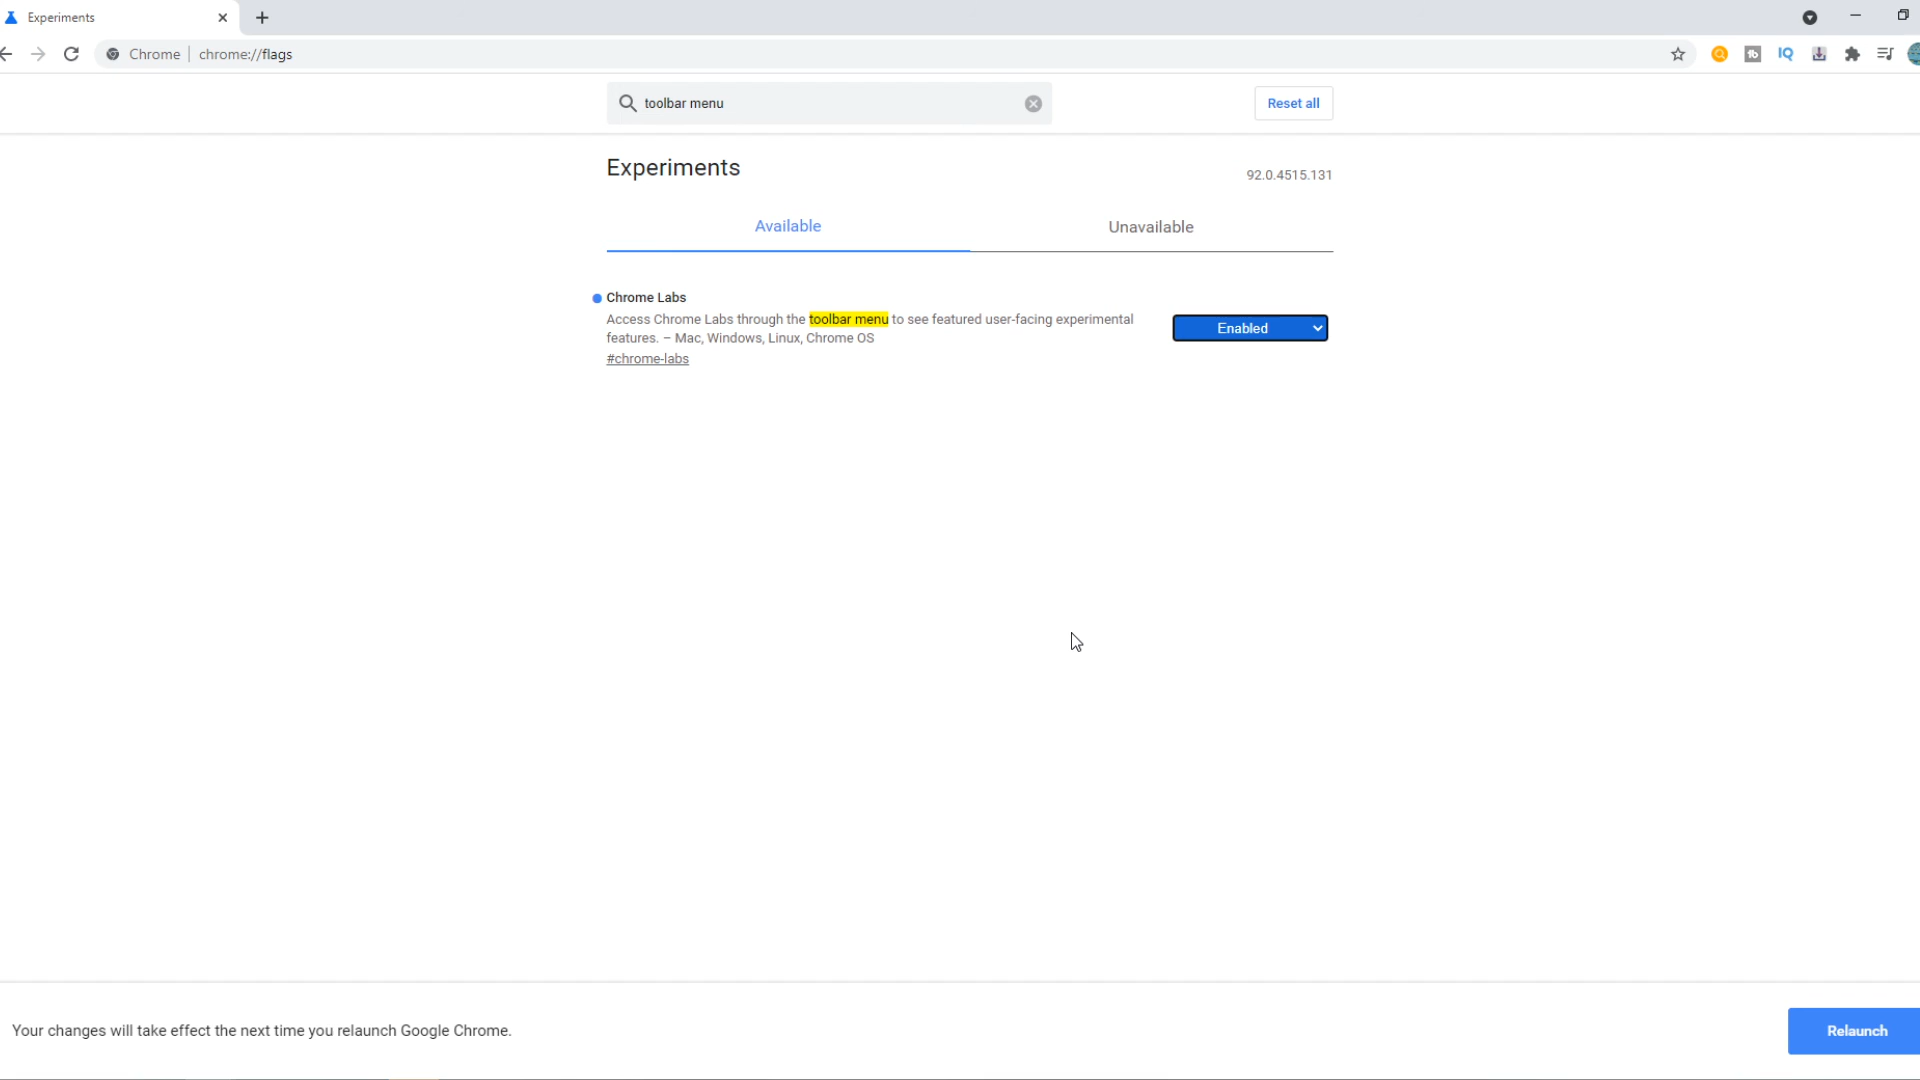 Experiments
Chrome
chrome://flags
IQ
toolbar menu
Reset all
Experiments
92.0.4515.131
Available
Unavailable
Chrome Labs
Access Chrome Labs through the toolbar menu to see featured user-facing experimental
features. – Mac, Windows, Linux, Chrome OS
#chrome-labs
Enabled
Your changes will take effect the next time you relaunch Google Chrome.
Relaunch